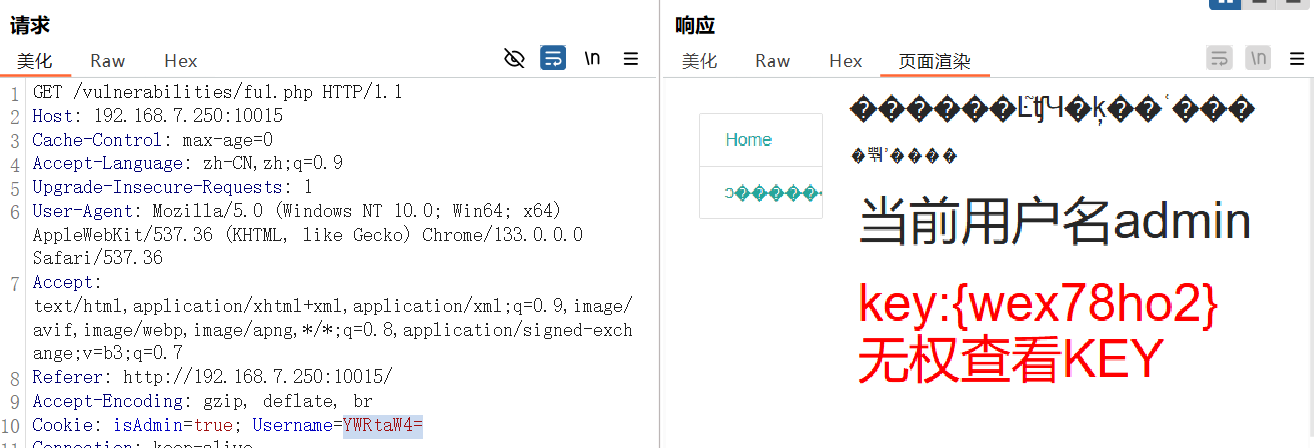 请求
美化 Raw Hex \n
1 GET /vulnerabilities/fu1.php HTTP/1.1
2 Host: 192.168.7.250:10015
3 Cache-Control: max-age=0
4 Accept-Language: zh-CN,zh;q=0.9
5 Upgrade-Insecure-Requests: 1
6 User-Agent: Mozilla/5.0 (Windows NT 10.0; Win64; x64)
AppleWebKit/537.36 (KHTML, like Gecko) Chrome/133.0.0.0
Safari/537.36
7 Accept:
text/html,application/xhtml+xml,application/xml;q=0.9,image/
avif,image/webp,image/apng,*/*;q=0.8,application/signed-exch
ange;v=b3;q=0.7
8 Referer: http://192.168.7.250:10015/
9 Accept-Encoding: gzip, deflate, br
10 Cookie: isAdmin=true; Username=YWRtaW4=
11 Connection: keep-alive
响应
美化 Raw Hex 页面渲染 \n
Home
当前用户名admin
key:{wex78ho2}
无权查看KEY